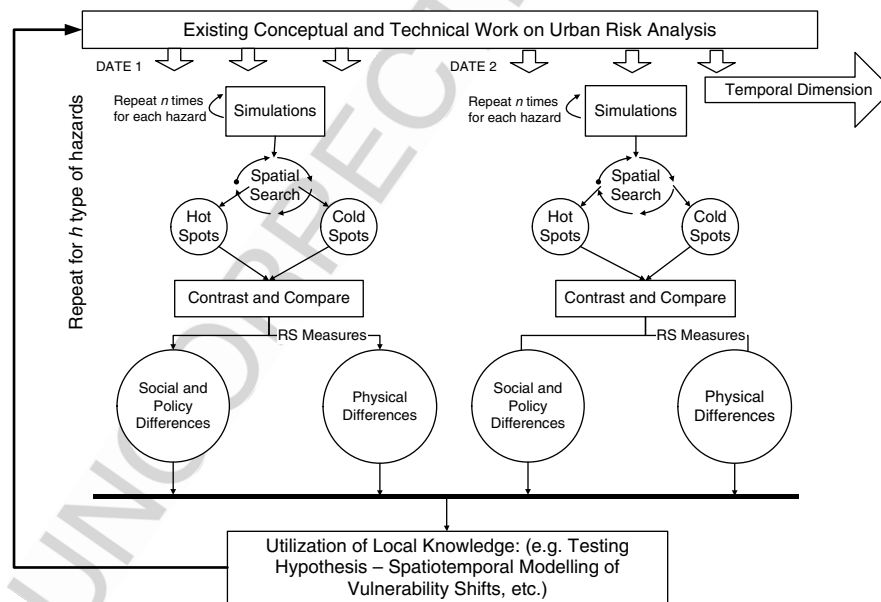 Existing Conceptual and Technical Work on Urban Risk Analysis
DATE 1
DATE 2
Temporal Dimension
Repeat for h type of hazards
Repeat n times
for each hazard
Simulations
Spatial
Search
Hot
Spots
Cold
Spots
Contrast and Compare
RS Measures
Social and
Policy
Differences
Physical
Differences
Repeat n times
for each hazard
Simulations
Spatial
Search
Hot
Spots
Cold
Spots
Contrast and Compare
RS Measures
Social and
Policy
Differences
Physical
Differences
Utilization of Local Knowledge: (e.g. Testing
Hypothesis – Spatiotemporal Modelling of
Vulnerability Shifts, etc.)